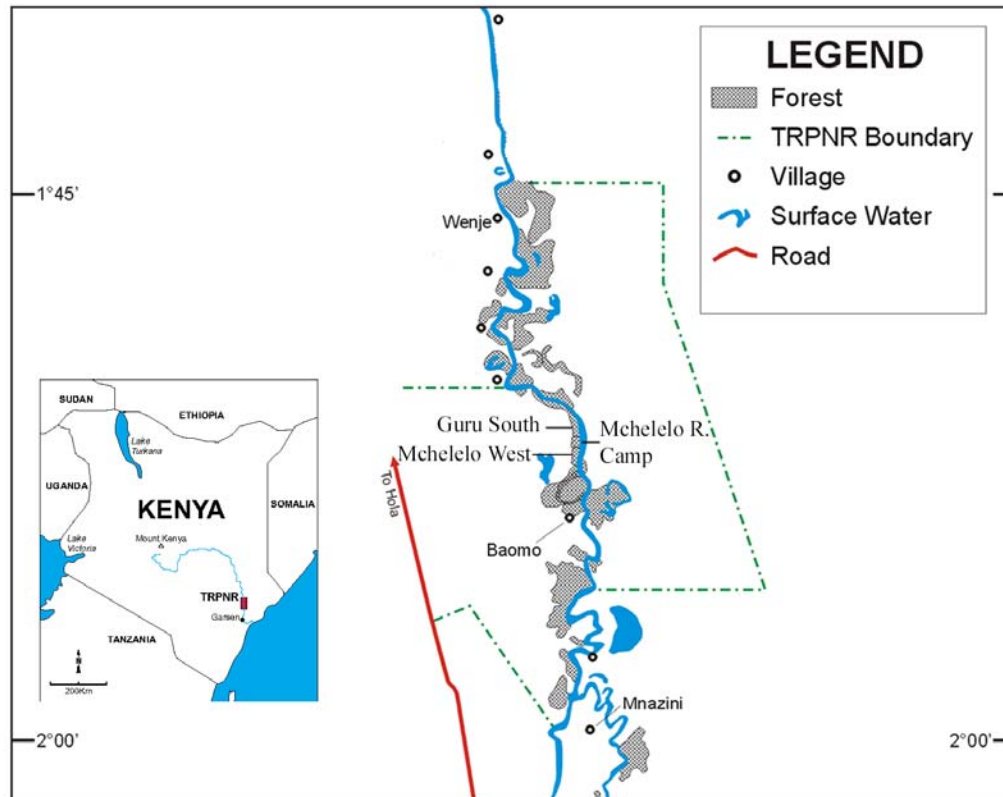 LEGEND
Forest
TRPNR Boundary
Village
Surface Water
Road
1°45'
1°45'
Wenje
Guru South
Mchelelo West
Mchelelo R.
Camp
To Hola
Baomo
Mnazini
2°00'
2°00'
SUDAN
ETHIOPIA
Lake
Turkana
UGANDA
SOMALIA
KENYA
Mount Kenya
Lake
Victoria
TRPNR
Garsen
TANZANIA
N
200Km